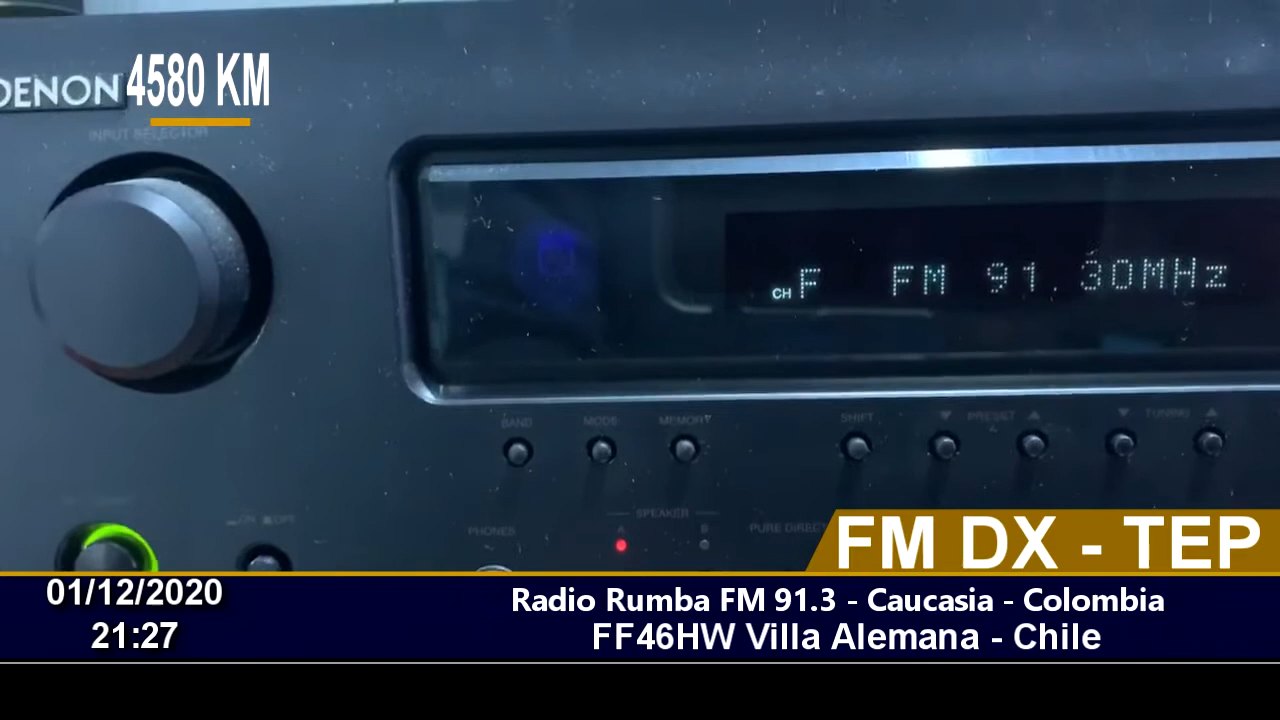 DENON
4580 KM
INPUT SELECTOR
CH F FM 91.30MHz
BAND MODE MEMORY SHIFT PRESET TUNING
SPEAKER
A B
PHONES
PURE DIRECT
FM DX - TEP
01/12/2020
21:27
Radio Rumba FM 91.3 - Caucasia - Colombia
FF46HW Villa Alemana - Chile